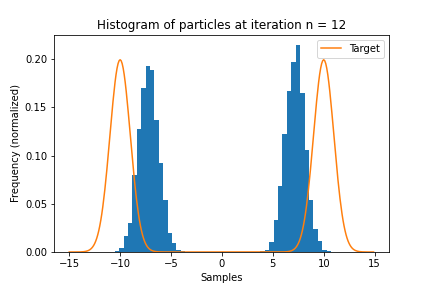 Histogram of particles at iteration n = 12
Target
Frequency (normalized)
0.20
0.15
0.10
0.05
0.00
−15 −10 −5 0 5 10 15
Samples